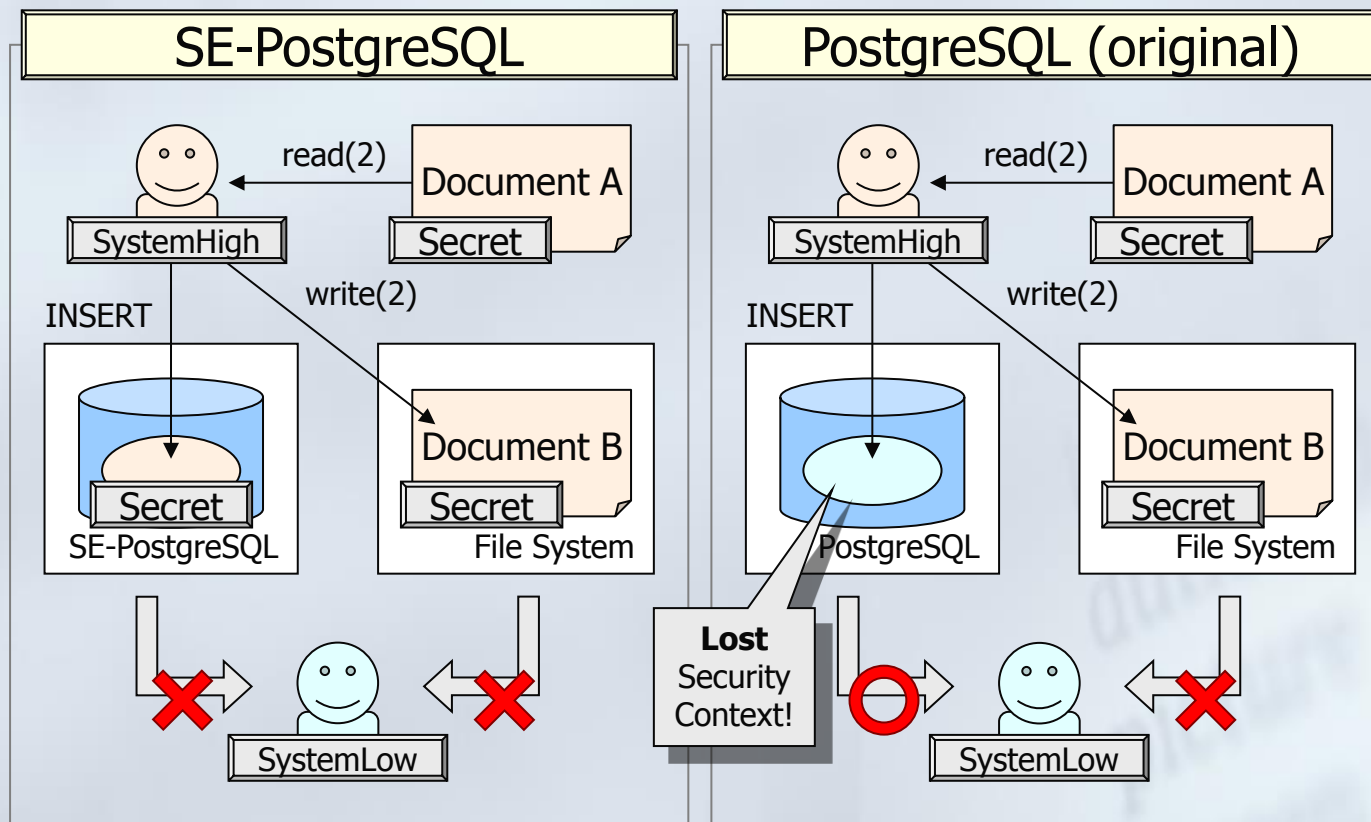 SE-PostgreSQL
read(2)
Document A
SystemHigh
Secret
write(2)
INSERT
Document B
Secret
Secret
SE-PostgreSQL
File System
SystemLow
PostgreSQL (original)
read(2)
Document A
SystemHigh
Secret
write(2)
INSERT
Document B
Secret
PostgreSQL
File System
Lost
Security
Context!
SystemLow